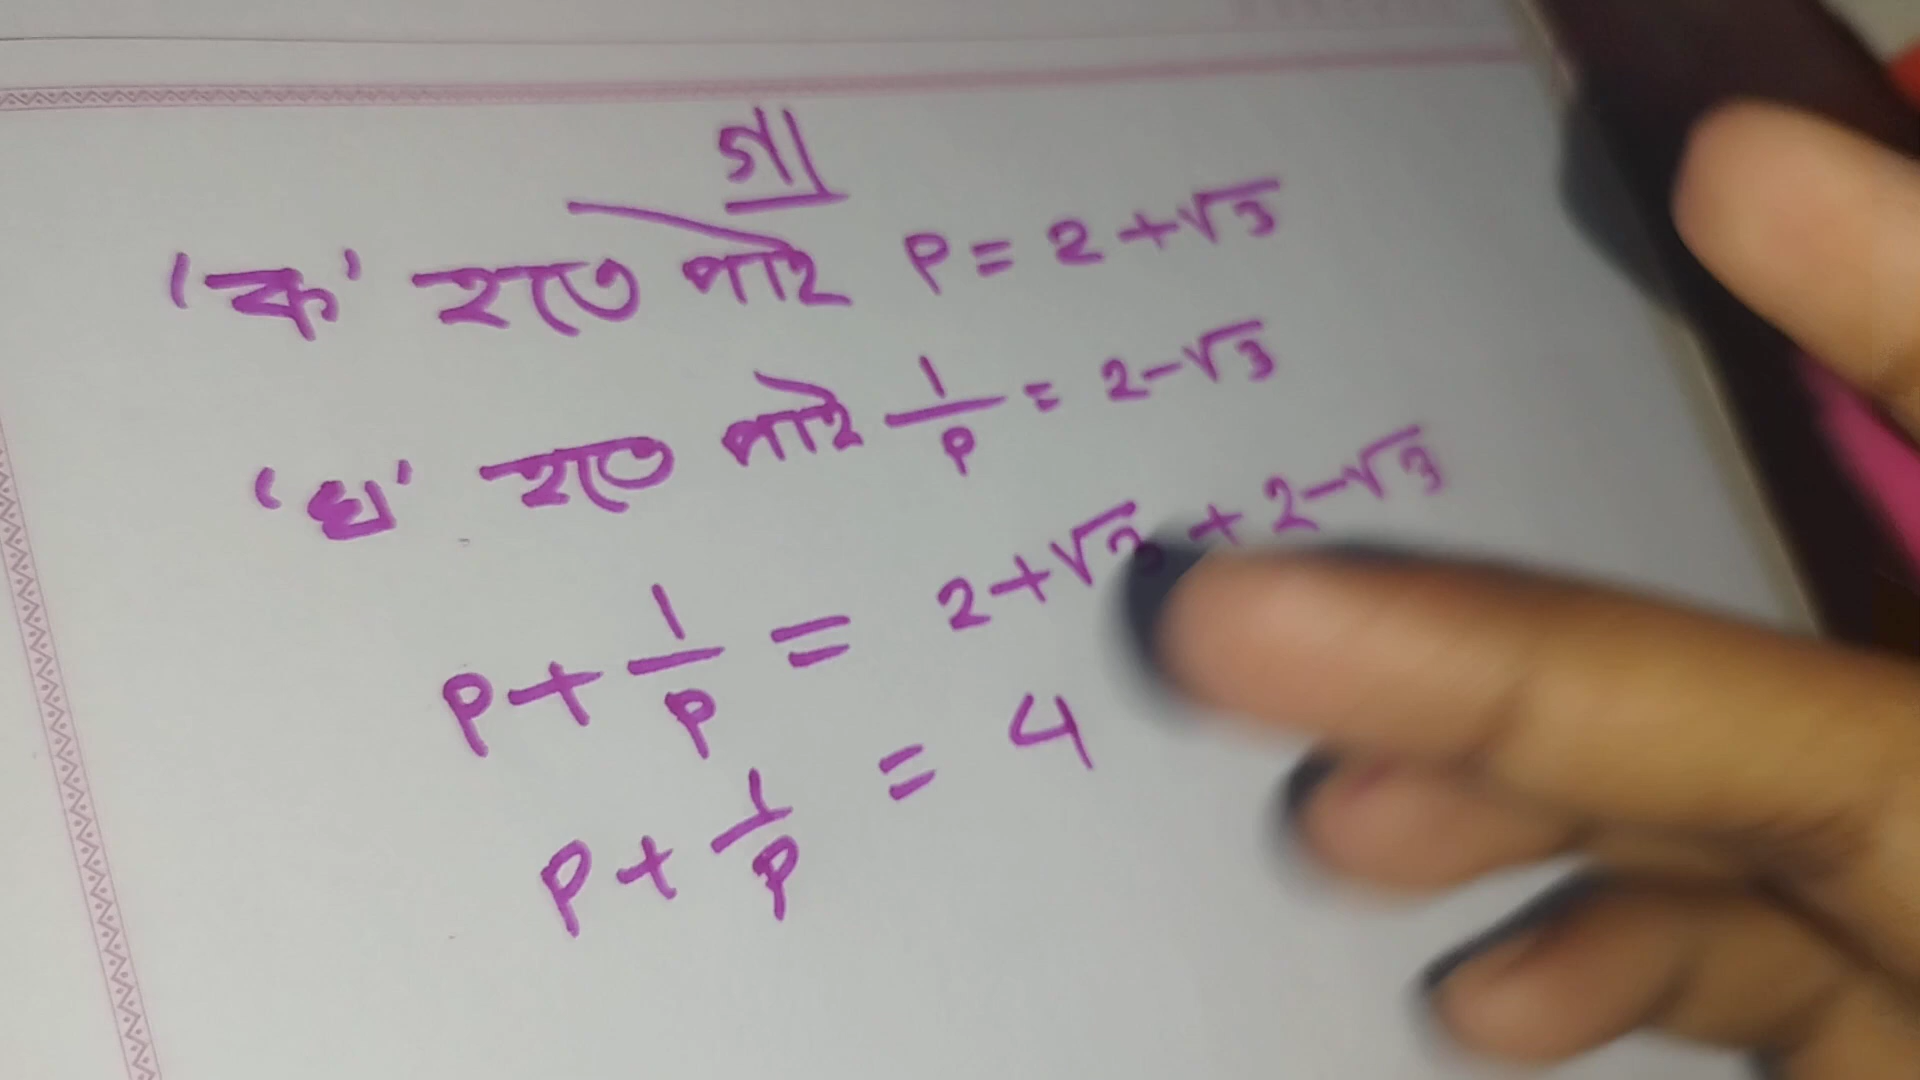 গ।
'ক' হতে পাই P = 2+√3
'খ' হতে পাই 1/P = 2-√3
P+1/P = 2+√3+2-√3
P+1/P = 4